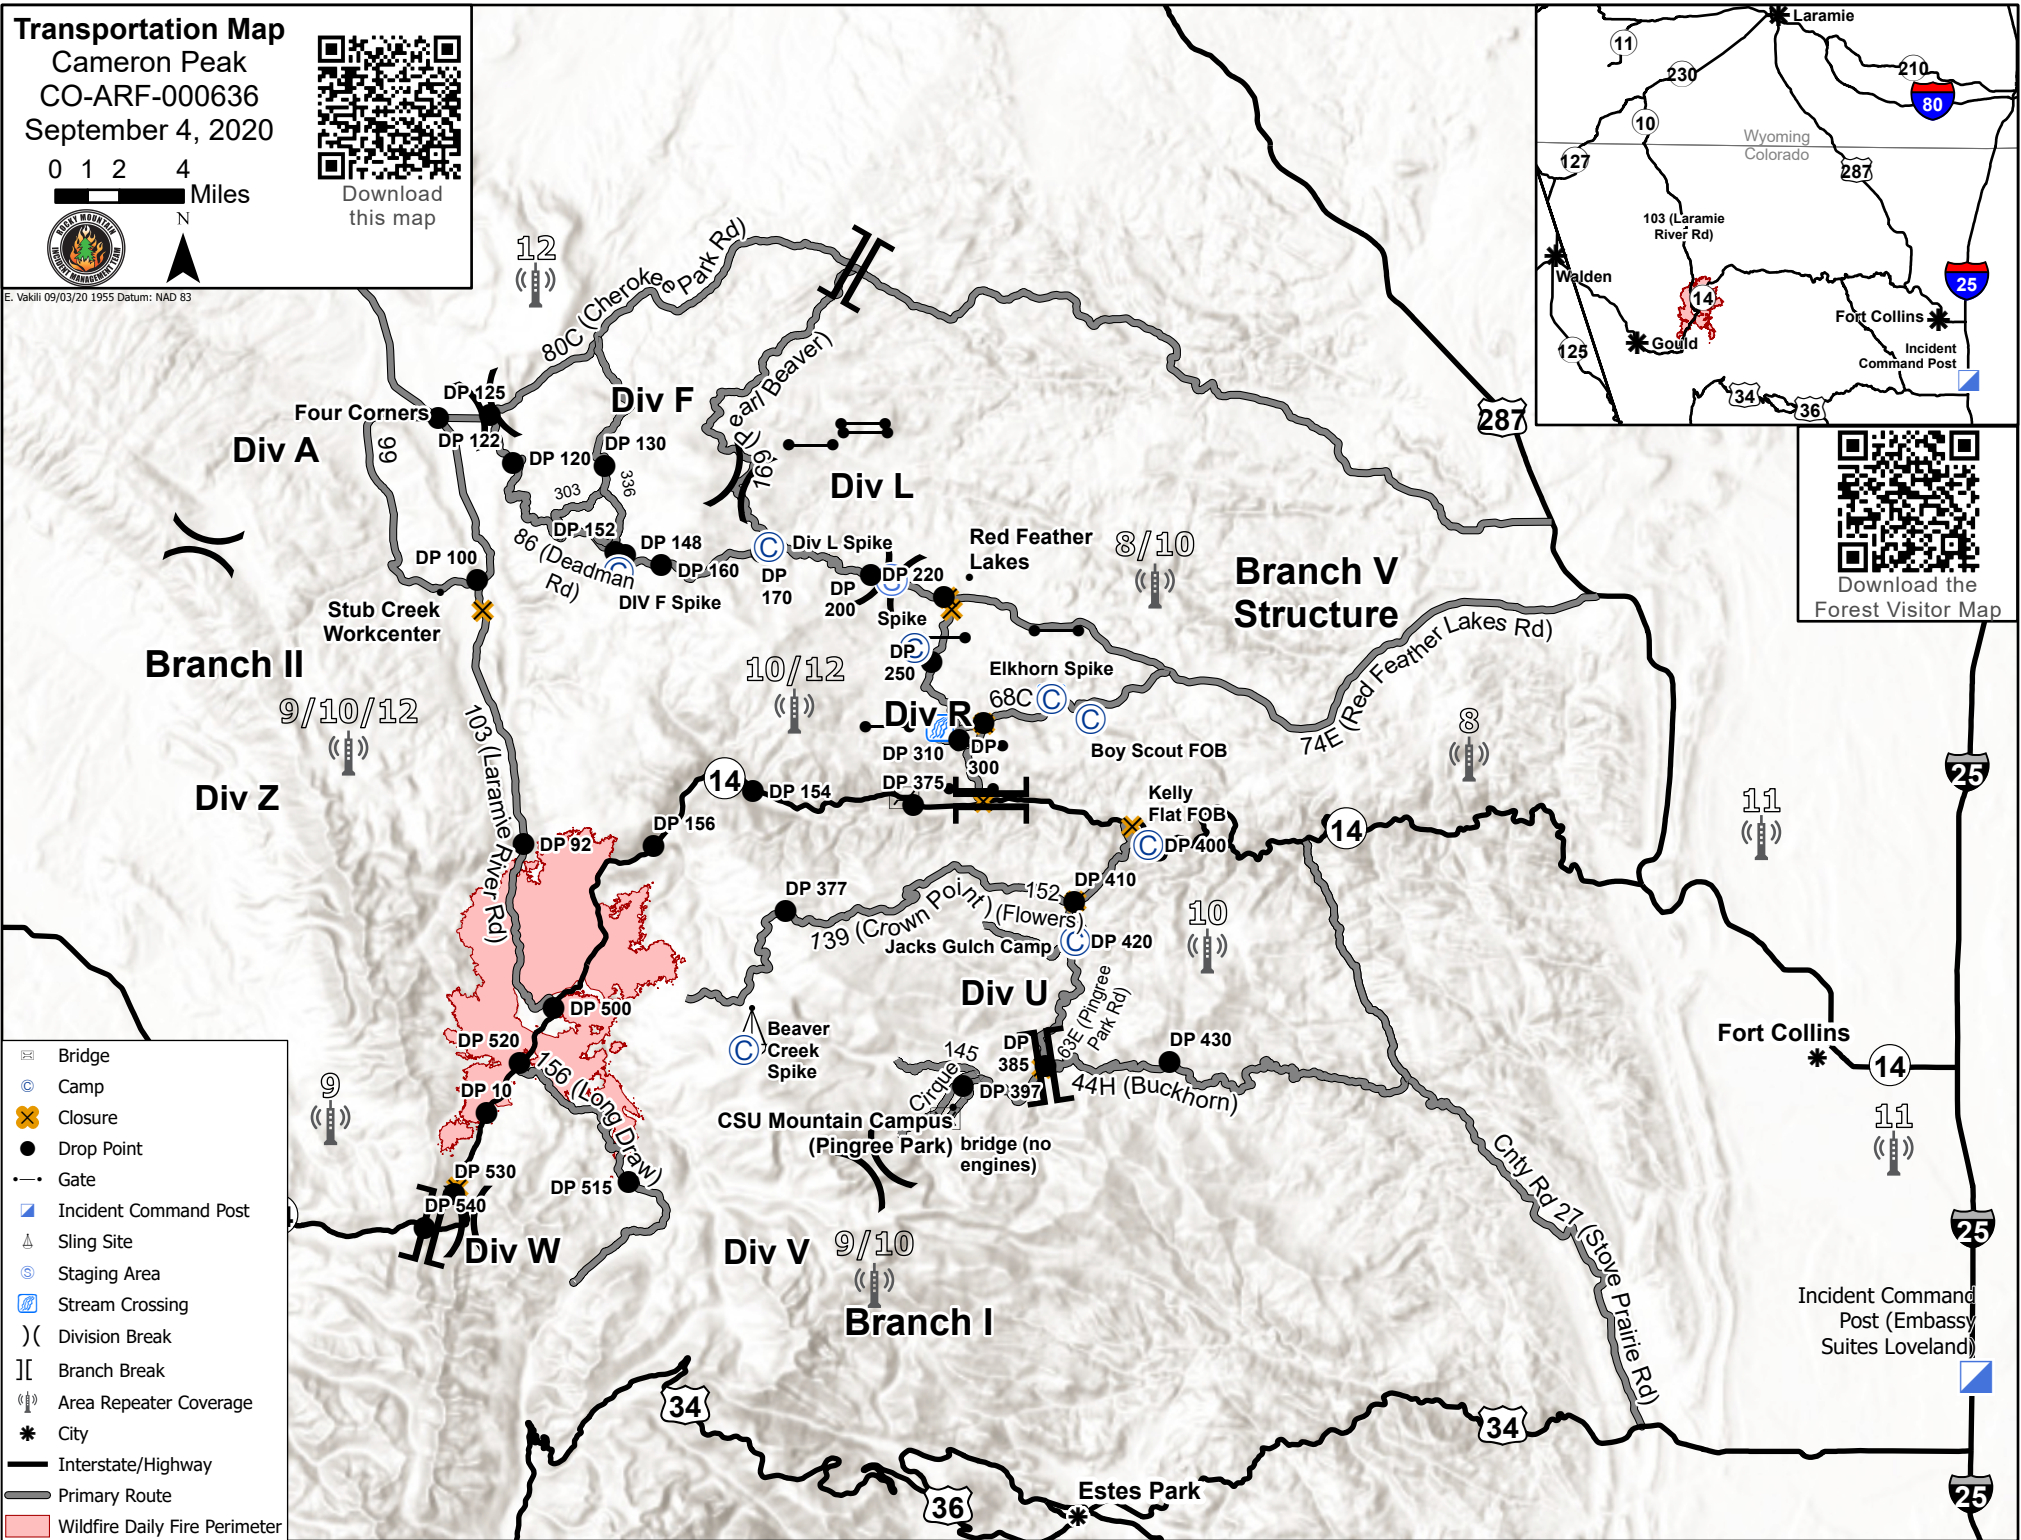 Transportation Map
Cameron Peak
CO-ARF-000636
September 4, 2020
0 1 2 4
Miles
Download
this map
ROCKY MOUNTAIN
INCIDENT MANAGEMENT TEAM
N
E. Vakili 09/03/20 1955 Datum: NAD 83
Laramie
11
230
210
80
10
Wyoming
Colorado
127
287
103 (Laramie
River Rd)
Walden
14
25
Fort Collins
Gould
125
Incident
Command Post
34
36
Download the
Forest Visitor Map
12
80C (Cherokee Park Rd)
169 (Pearl Beaver)
287
DP 125
Four Corners
DP 122
Div F
Div A
99
DP 120
DP 130
336
303
Div L
DP 152
DP 148
86 (Deadman
Rd)
DP 160
DIV F Spike
DP
170
Div L Spike
DP
200
DP 220
Spike
Red Feather
Lakes
8/10
Branch V
Structure
DP 100
Stub Creek
Workcenter
Branch II
9/10/12
10/12
DP
250
Elkhorn Spike
68C
Div R
Boy Scout FOB
DP 310
DP
300
74E (Red Feather Lakes Rd)
8
25
103 (Laramie River Rd)
Div Z
14
DP 154
DP 375
Kelly
Flat FOB
DP 400
14
11
DP 156
DP 92
DP 377
DP 410
152
(Flowers)
139 (Crown Point)
Jacks Gulch Camp
DP 420
10
Div U
63E (Pingree
Park Rd)
DP 500
DP 520
156 (Long Draw)
DP 10
Beaver
Creek
Spike
145
Cirque
DP
385
DP 397
DP 430
44H (Buckhorn)
CSU Mountain Campus
(Pingree Park)
bridge (no
engines)
Fort Collins
14
11
9
DP 530
DP 540
DP 515
Div W
Div V
9/10
Branch I
Cnty Rd 27 (Stove Prairie Rd)
25
Incident Command
Post (Embassy
Suites Loveland)
34
34
36
Estes Park
25
Bridge
C Camp
Closure
Drop Point
Gate
Incident Command Post
Sling Site
S Staging Area
Stream Crossing
)( Division Break
][ Branch Break
Area Repeater Coverage
City
Interstate/Highway
Primary Route
Wildfire Daily Fire Perimeter